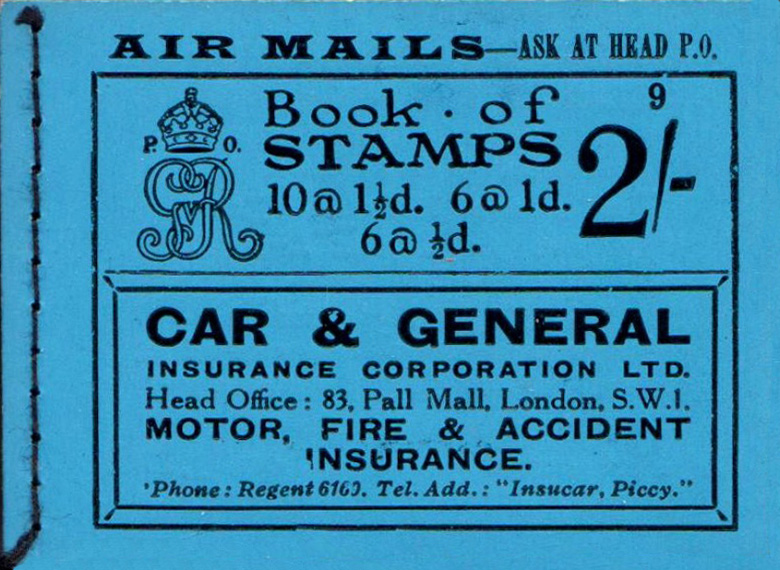 AIR MAILS—ASK AT HEAD P.O.
9
P. O.
GR
Book · of
STAMPS
2/-
10@1½d. 6@1d.
6@½d.
CAR & GENERAL
INSURANCE CORPORATION LTD.
Head Office: 83, Pall Mall, London, S.W.1.
MOTOR, FIRE & ACCIDENT
INSURANCE.
'Phone: Regent 6160. Tel. Add.: "Insucar, Piccy."